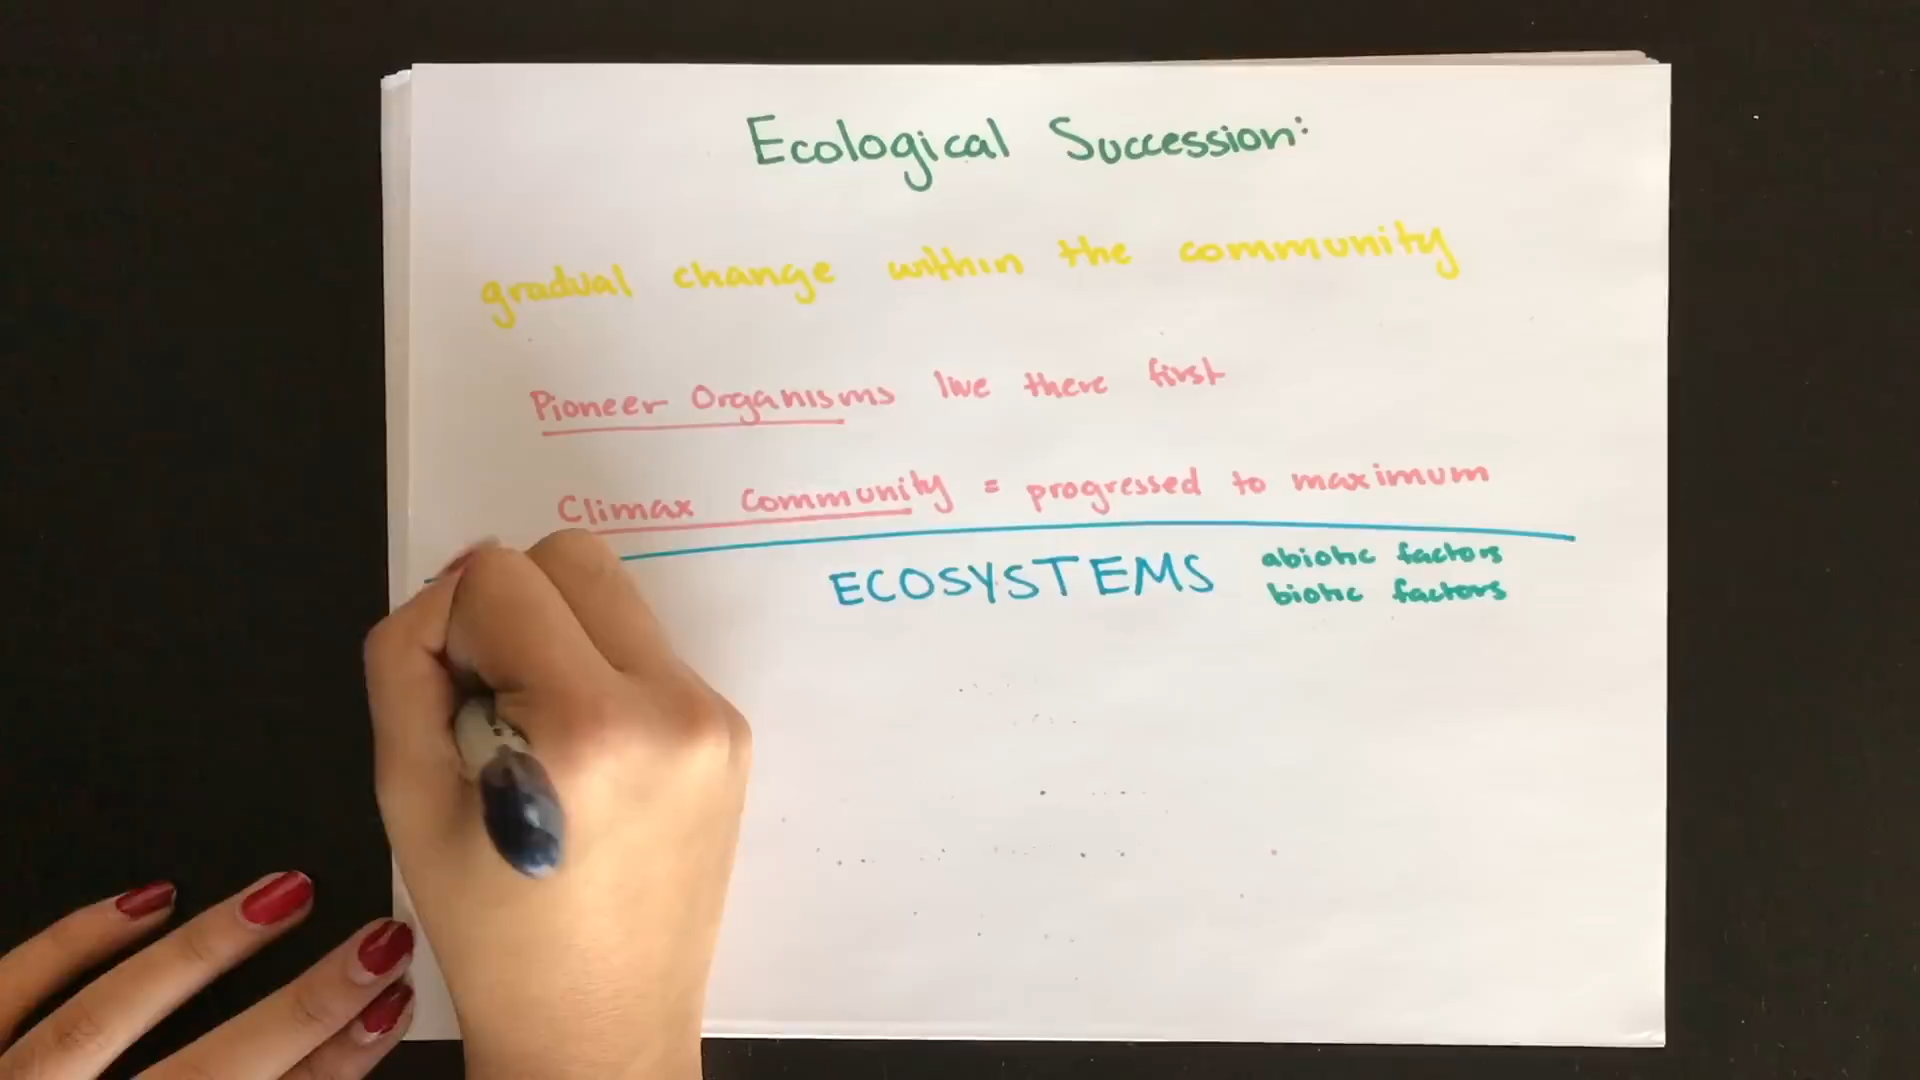 Ecological Succession:
gradual change within the community
Pioneer Organisms live there first
Climax Community = progressed to maximum
ECOSYSTEMS
abiotic factors
biotic factors